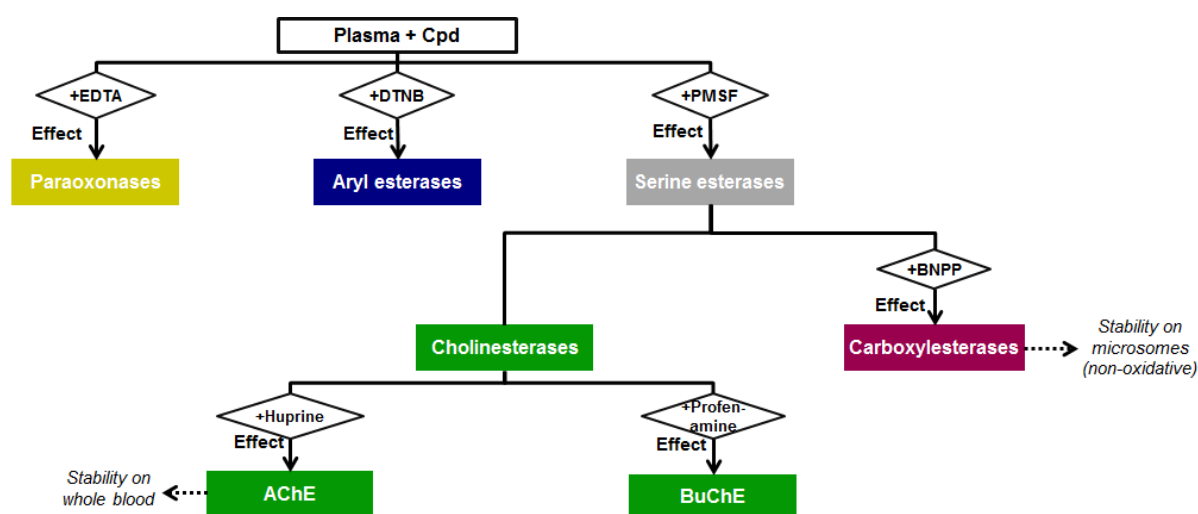 Plasma + Cpd
+EDTA
+DTNB
+PMSF
Effect
Effect
Effect
Paraoxonases
Aryl esterases
Serine esterases
+BNPP
Effect
Cholinesterases
Carboxylesterases
Stability on
microsomes
(non-oxidative)
+Huprine
+Profen-
amine
Effect
Effect
Stability on
whole blood
AChE
BuChE